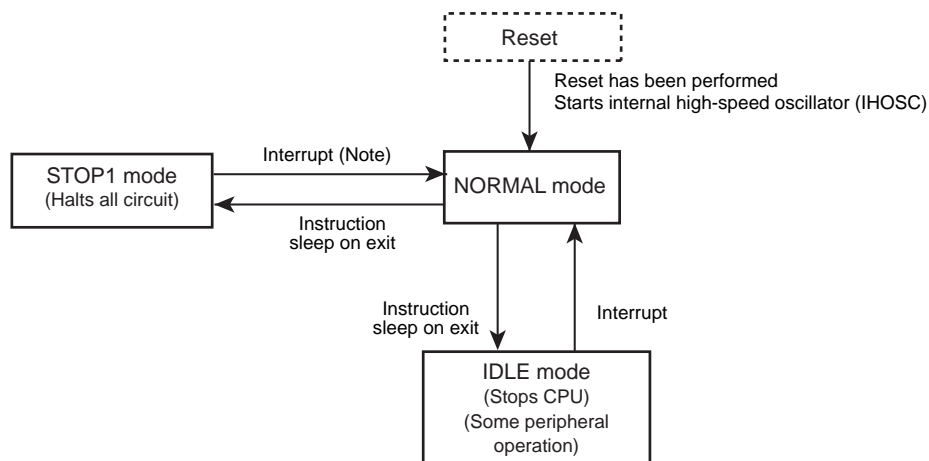 Reset
Reset has been performed
Starts internal high-speed oscillator (IHOSC)
Interrupt (Note)
STOP1 mode
(Halts all circuit)
NORMAL mode
Instruction
sleep on exit
Instruction
sleep on exit
Interrupt
IDLE mode
(Stops CPU)
(Some peripheral
operation)